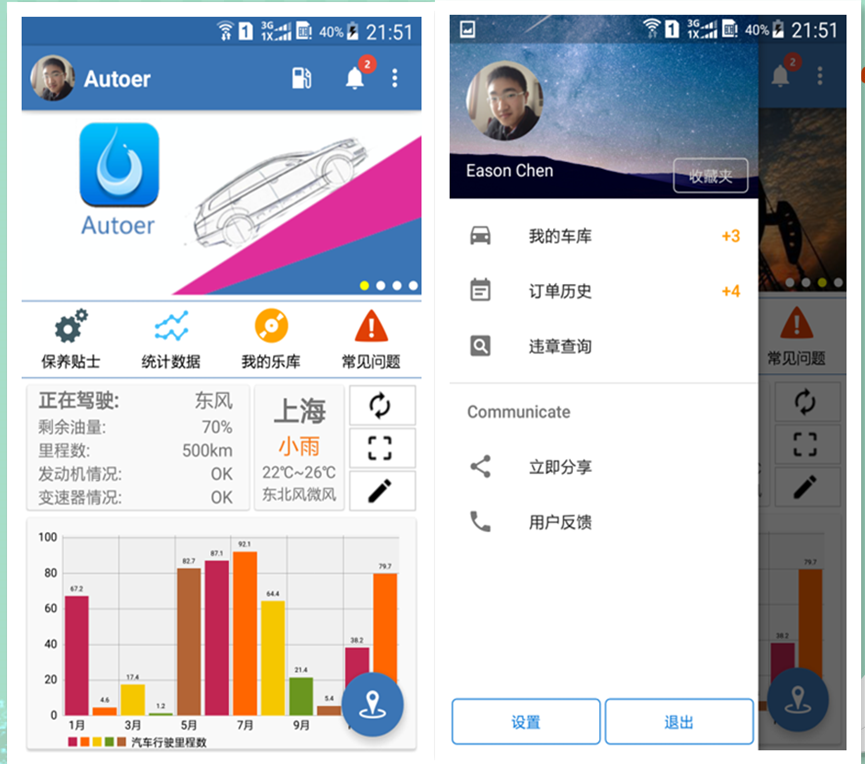 3G
1X
1
40%
21:51
Autoer
2
Autoer
保养贴士
统计数据
我的乐库
常见问题
正在驾驶: 东风
剩余油量: 70%
里程数: 500km
发动机情况: OK
变速器情况: OK
上海
小雨
22℃~26℃
东北风微风
100
80
60
40
20
0
67.2
4.6
17.4
1.2
82.7
87.1
92.1
64.4
21.4
5.4
38.2
79.7
1月
3月
5月
7月
9月
汽车行驶里程数
1
3G
1X
40%
21:51
2
Eason Chen
收藏夹
我的车库 +3
订单历史 +4
违章查询
Communicate
立即分享
用户反馈
设置
退出
常见问题
79.7
38.2